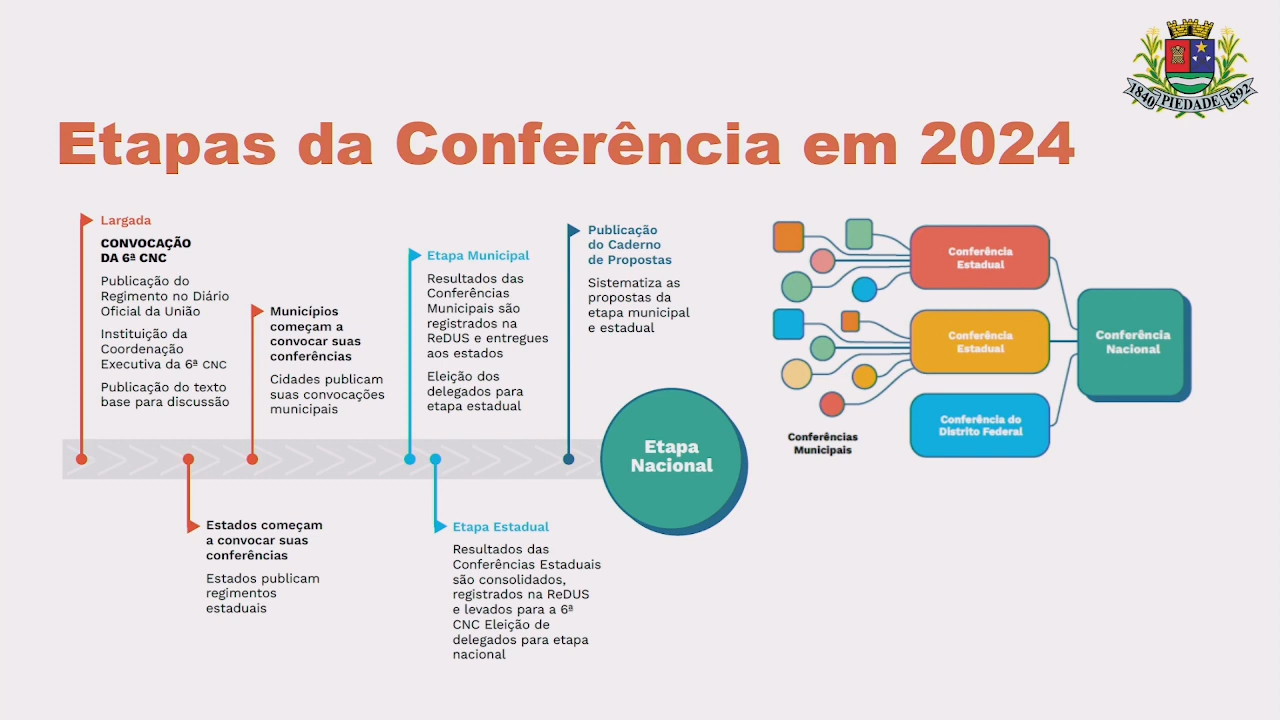 1840 PIEDADE 1892
Etapas da Conferência em 2024
Largada
CONVOCAÇÃO
DA 6ª CNC
Publicação do
Regimento no Diário
Oficial da União
Instituição da
Coordenação
Executiva da 6ª CNC
Publicação do texto
base para discussão
Estados começam
a convocar suas
conferências
Estados publicam
regimentos
estaduais
Municípios
começam a
convocar suas
conferências
Cidades publicam
suas convocações
municipais
Etapa Municipal
Resultados das
Conferências
Municipais são
registrados na
ReDUS e entregues
aos estados
Eleição dos
delegados para
etapa estadual
Etapa Estadual
Resultados das
Conferências Estaduais
são consolidados,
registrados na ReDUS
e levados para a 6ª
CNC Eleição de
delegados para etapa
nacional
Publicação
do Caderno
de Propostas
Sistematiza as
propostas da
etapa municipal
e estadual
Etapa
Nacional
Conferências
Municipais
Conferência
Estadual
Conferência
Estadual
Conferência do
Distrito Federal
Conferência
Nacional